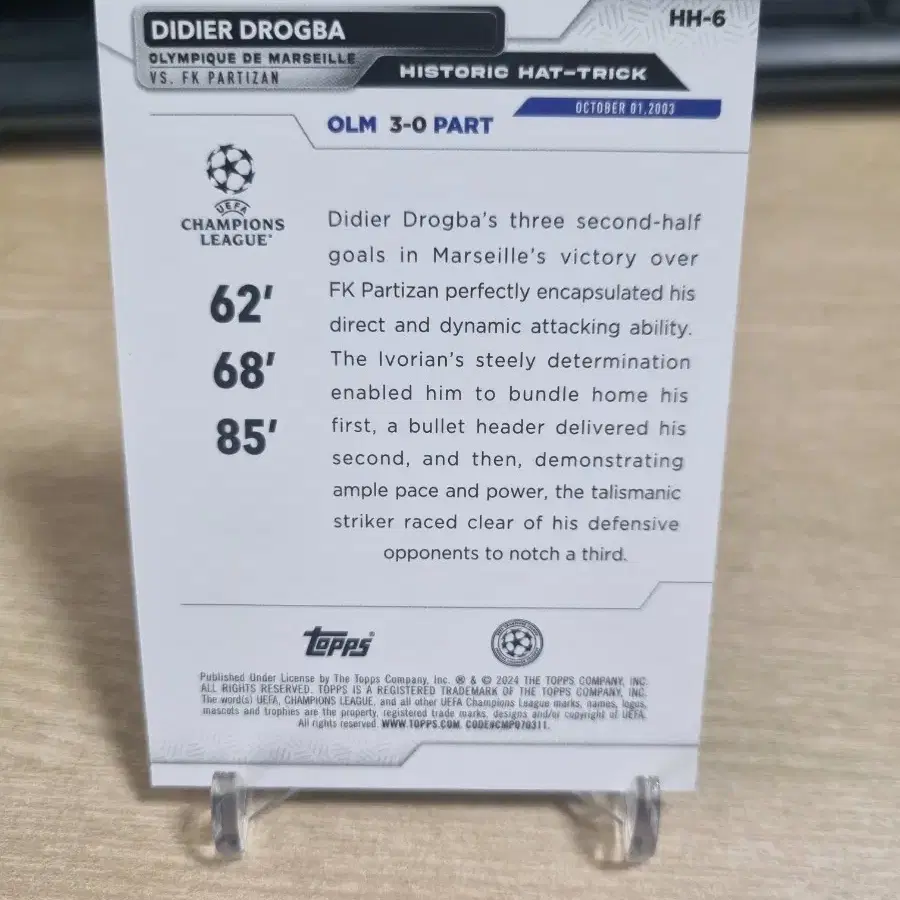 DIDIER DROGBA
HH-6
OLYMPIQUE DE MARSEILLE
VS. FK PARTIZAN
HISTORIC HAT-TRICK
OCTOBER 01,2003
OLM 3-0 PART
UEFA
CHAMPIONS
LEAGUE
62'
68'
85'
Didier Drogba's three second-half
goals in Marseille's victory over
FK Partizan perfectly encapsulated his
direct and dynamic attacking ability.
The Ivorian's steely determination
enabled him to bundle home his
first, a bullet header delivered his
second, and then, demonstrating
ample pace and power, the talismanic
striker raced clear of his defensive
opponents to notch a third.
Topps®
Published Under License by The Topps Company, Inc. ® & © 2024 THE TOPPS COMPANY, INC.
ALL RIGHTS RESERVED. TOPPS IS A REGISTERED TRADEMARK OF THE TOPPS COMPANY, INC.
The word(s) UEFA, CHAMPIONS LEAGUE, and all other UEFA Champions League marks, names, logos,
mascots and trophies are the property, registered trade marks, designs and/or copyright of UEFA.
All rights reserved. WWW.TOPPS.COM. CODE#CMP070311.